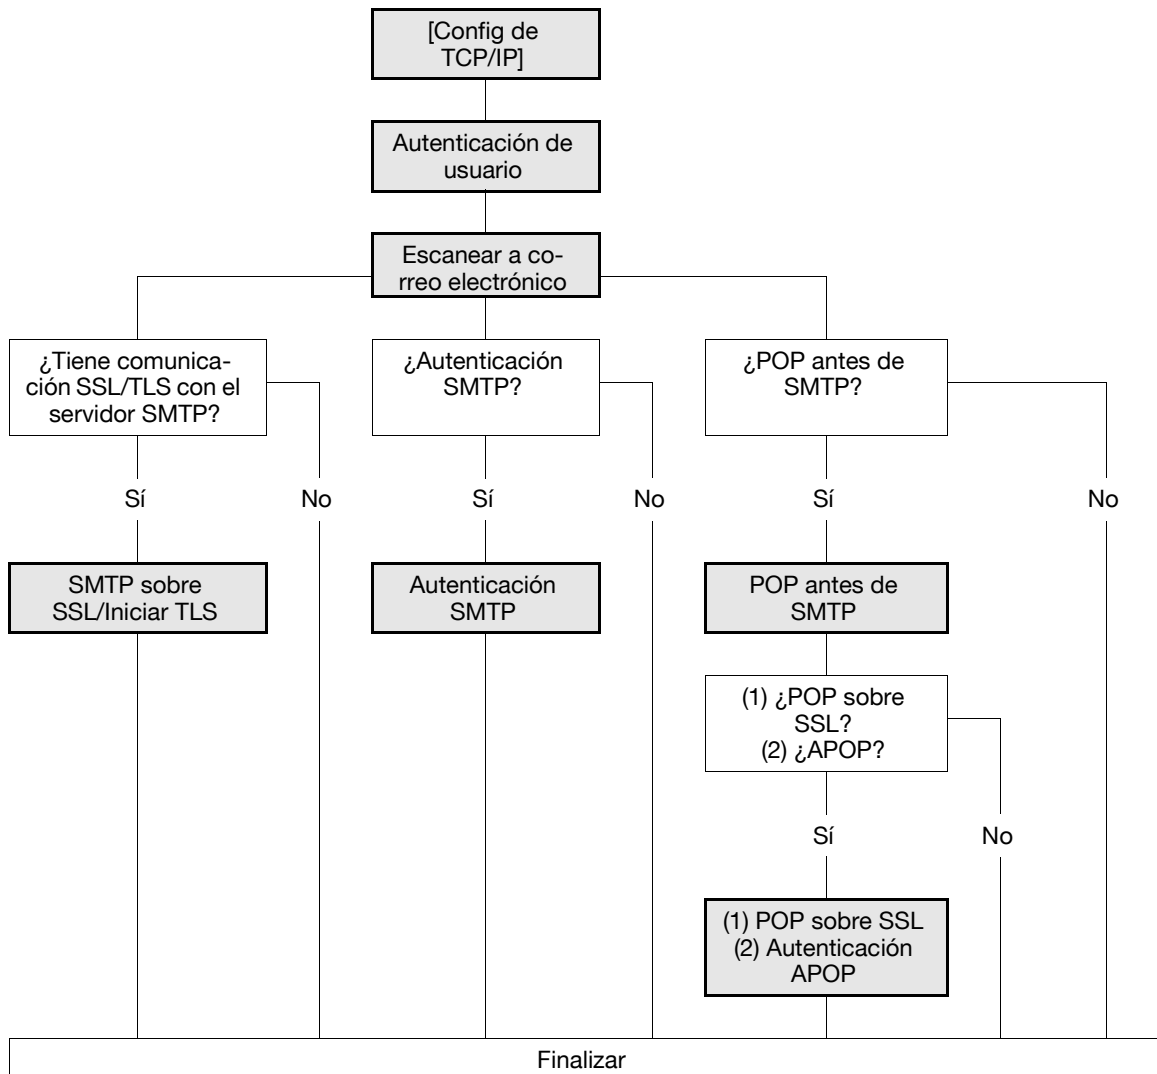 [Config de
TCP/IP]
Autenticación de
usuario
Escanear a co-
rreo electrónico
¿Tiene comunica-
ción SSL/TLS con el
servidor SMTP?
¿Autenticación
SMTP?
¿POP antes de
SMTP?
Sí
No
Sí
No
Sí
No
SMTP sobre
SSL/Iniciar TLS
Autenticación
SMTP
POP antes de
SMTP
(1) ¿POP sobre
SSL?
(2) ¿APOP?
Sí
No
(1) POP sobre SSL
(2) Autenticación
APOP
Finalizar